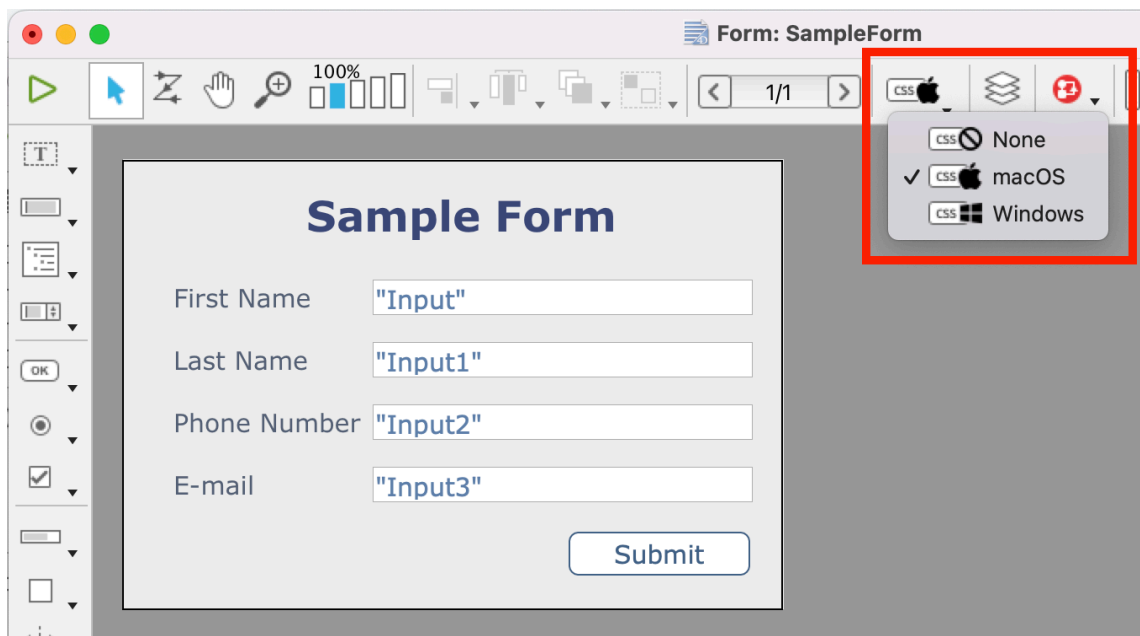 Form: SampleForm
100%
1/1
css
css None
css macOS
css Windows
T
OK
Sample Form
First Name "Input"
Last Name "Input1"
Phone Number "Input2"
E-mail "Input3"
Submit